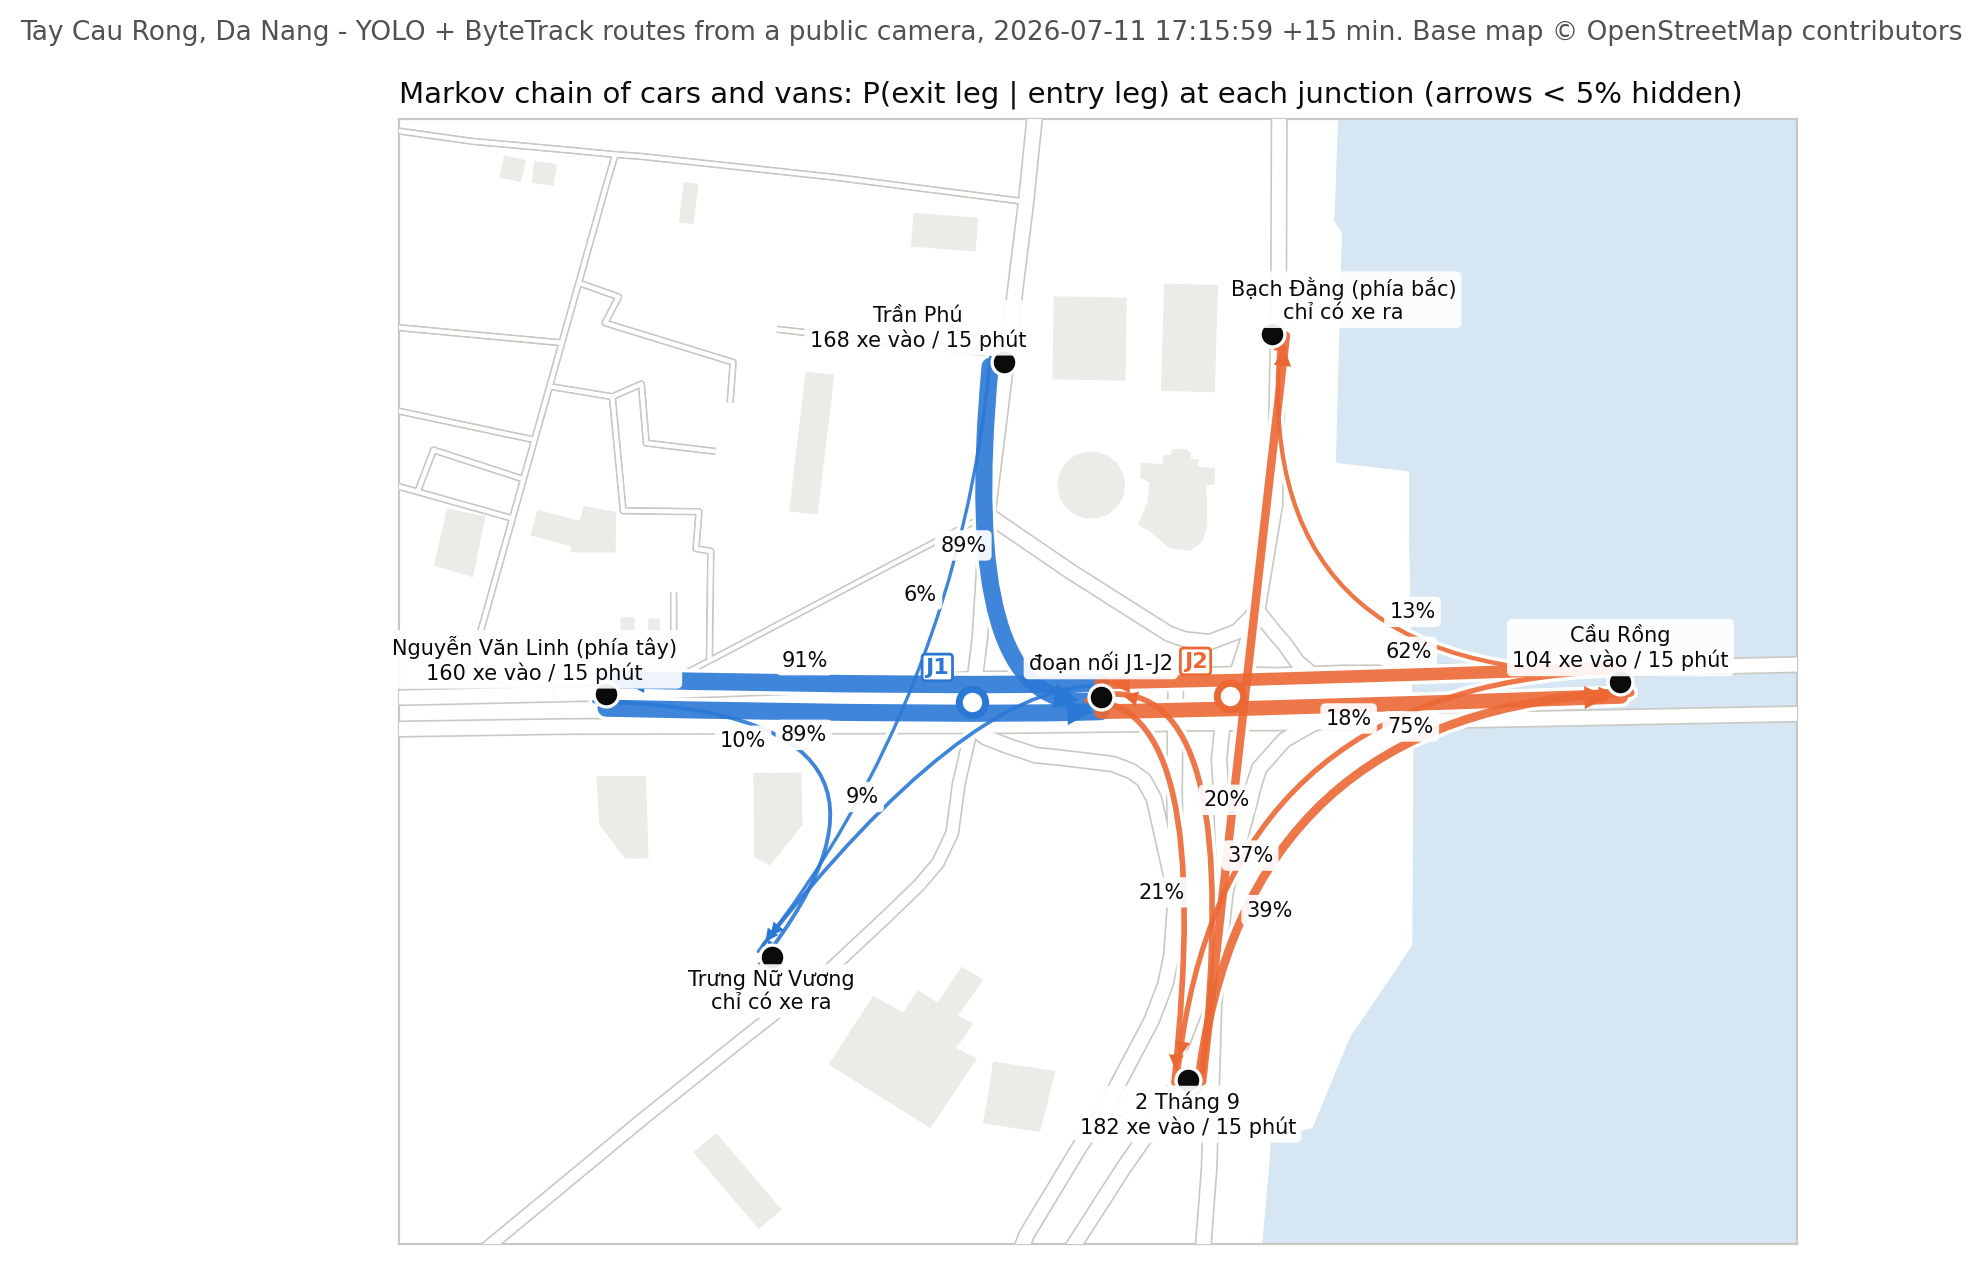 Tay Cau Rong, Da Nang - YOLO + ByteTrack routes from a public camera, 2026-07-11 17:15:59 +15 min. Base map © OpenStreetMap contributors
Markov chain of cars and vans: P(exit leg | entry leg) at each junction (arrows < 5% hidden)
Bạch Đằng (phía bắc)
chỉ có xe ra
Trần Phú
168 xe vào / 15 phút
89%
6%
13%
Nguyễn Văn Linh (phía tây)
160 xe vào / 15 phút
91%
J1
đoạn nối J1-J2
J2
62%
Cầu Rồng
104 xe vào / 15 phút
10%
89%
18%
75%
9%
20%
37%
21%
39%
Trưng Nữ Vương
chỉ có xe ra
2 Tháng 9
182 xe vào / 15 phút